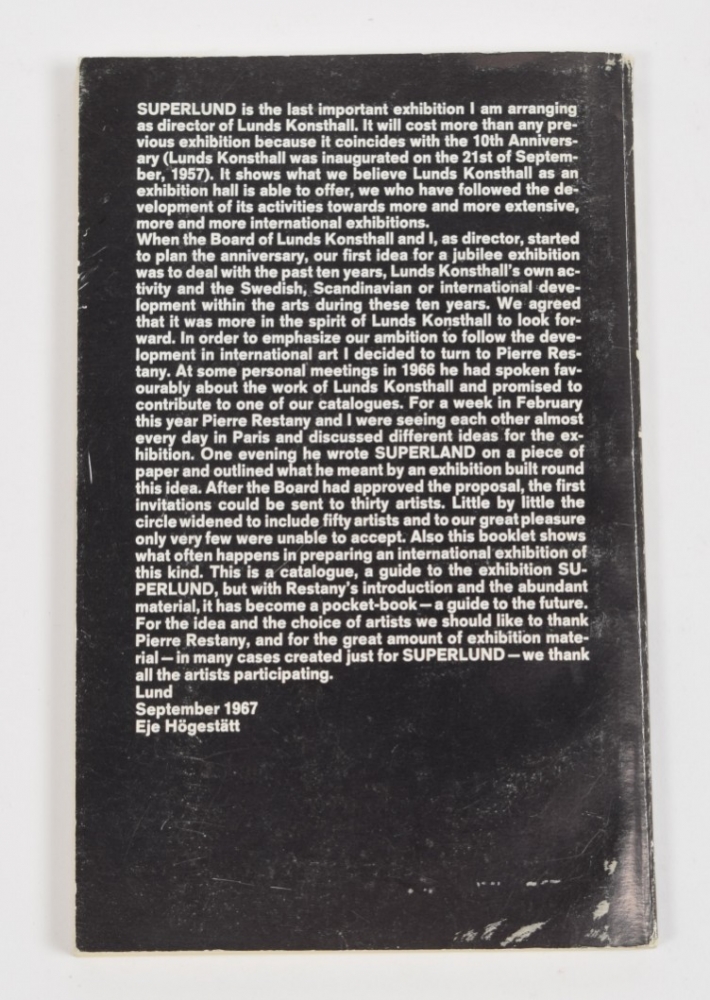 SUPERLUND is the last important exhibition I am arranging
as director of Lunds Konsthall. It will cost more than any pre-
vious exhibition because it coincides with the 10th Annivers-
ary (Lunds Konsthall was inaugurated on the 21st of Septem-
ber, 1957). It shows what we believe Lunds Konsthall as an
exhibition hall is able to offer, we who have followed the de-
velopment of its activities towards more and more extensive,
more and more international exhibitions.
When the Board of Lunds Konsthall and I, as director, started
to plan the anniversary, our first idea for a jubilee exhibition
was to deal with the past ten years, Lunds Konsthall's own ac-
tivity and the Swedish, Scandinavian or international deve-
lopment within the arts during these ten years. We agreed
that it was more in the spirit of Lunds Konsthall to look for-
ward. In order to emphasize our ambition to follow the deve-
lopment in international art I decided to turn to Pierre Res-
tany. At some personal meetings in 1966 he had spoken fav-
ourably about the work of Lunds Konsthall and promised to
contribute to one of our catalogues. For a week in February
this year Pierre Restany and I were seeing each other almost
every day in Paris and discussed different ideas for the ex-
hibition. One evening he wrote SUPERLAND on a piece of
paper and outlined what he meant by an exhibition built round
this idea. After the Board had approved the proposal, the first
invitations could be sent to thirty artists. Little by little the
circle widened to include fifty artists and to our great pleasure
only very few were unable to accept. Also this booklet shows
what often happens in preparing an international exhibition of
this kind. This is a catalogue, a guide to the exhibition SU-
PERLUND, but with Restany's introduction and the abundant
material, it has become a pocket-book — a guide to the future.
For the idea and the choice of artists we should like to thank
Pierre Restany, and for the great amount of exhibition mate-
rial — in many cases created just for SUPERLUND — we thank
all the artists participating.
Lund
September 1967
Eje Högestätt